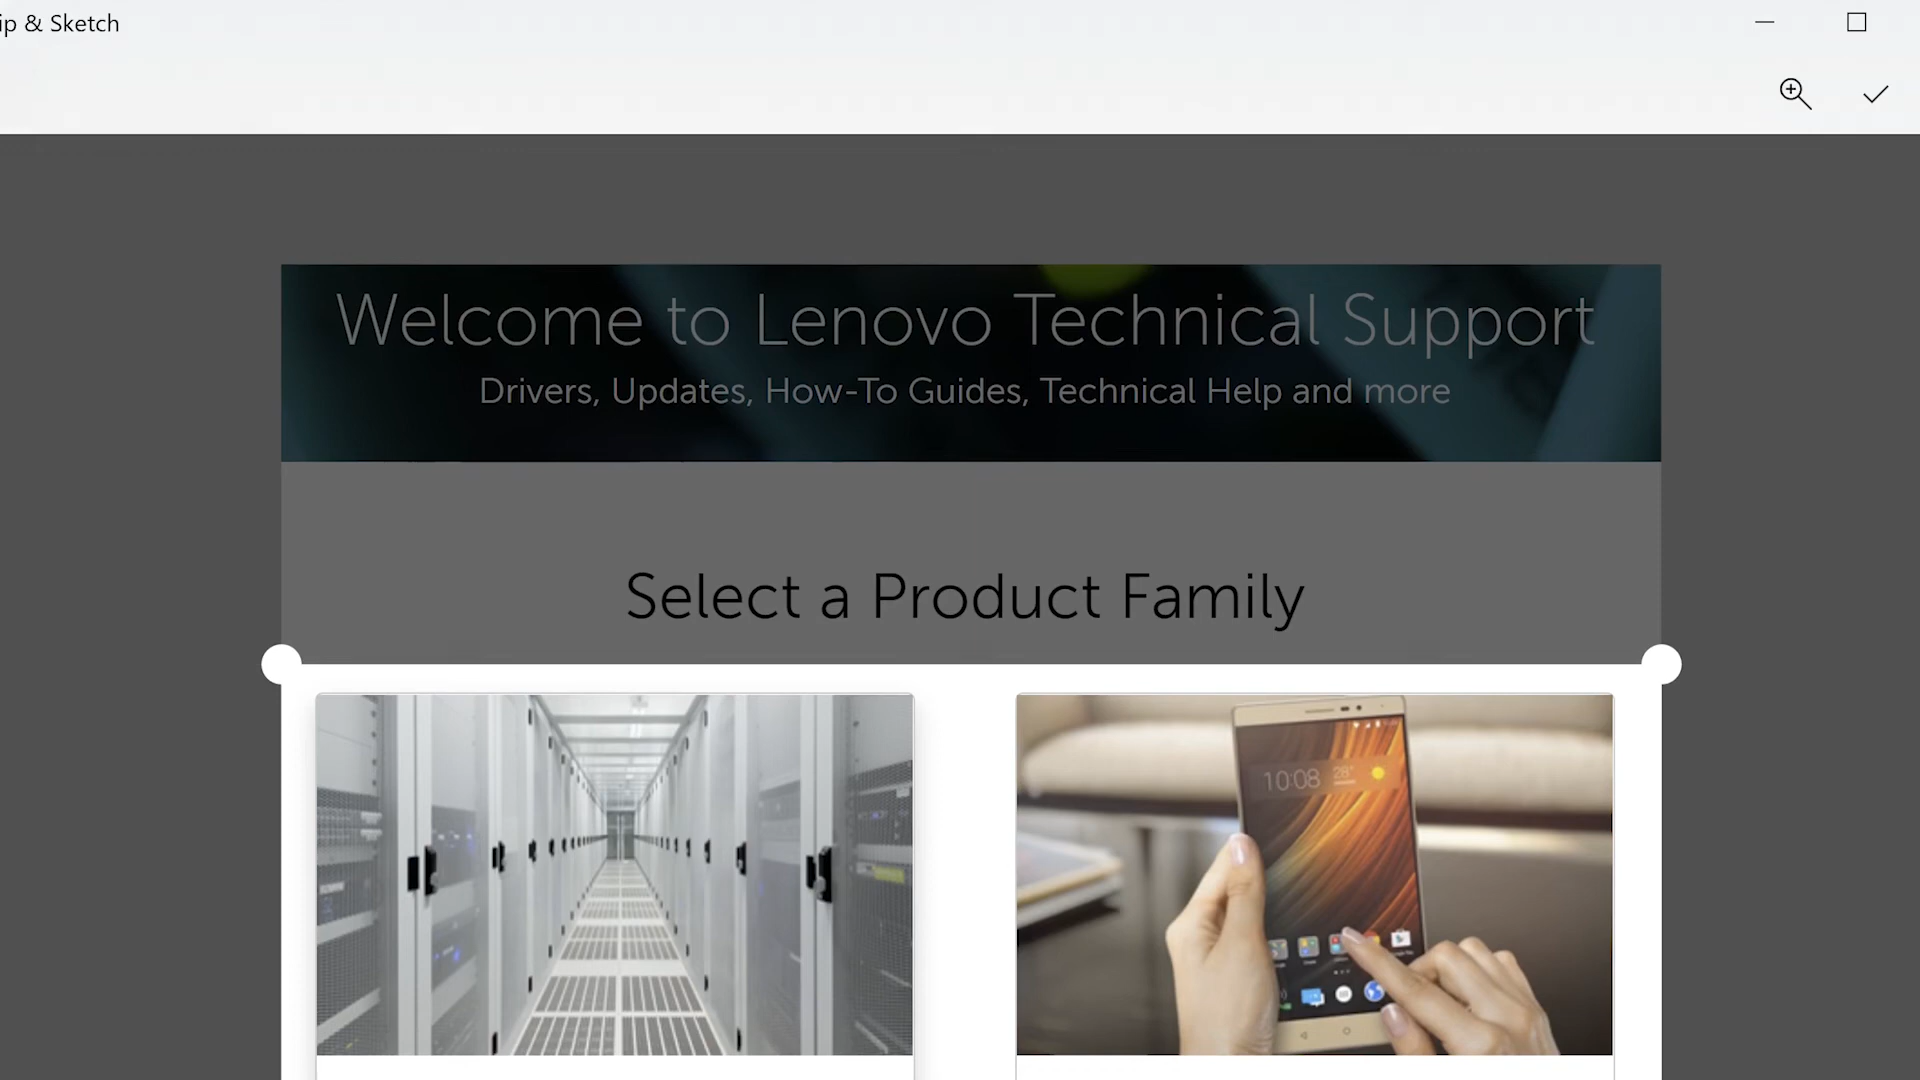 ip & Sketch
Welcome to Lenovo Technical Support
Drivers, Updates, How-To Guides, Technical Help and more
Select a Product Family
10:08 28°